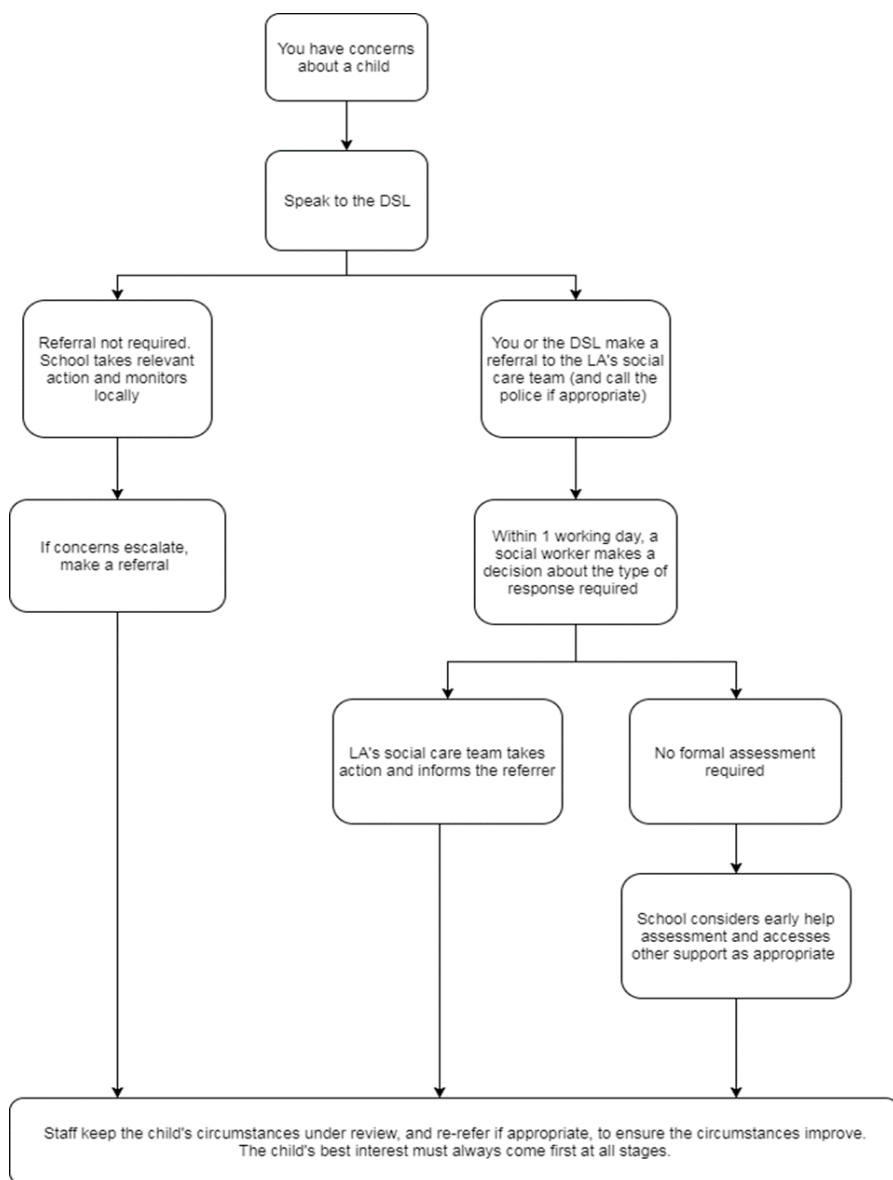 You have concerns
about a child
Speak to the DSL
Referral not required.
School takes relevant
action and monitors
locally
You or the DSL make a
referral to the LA's social
care team (and call the
police if appropriate)
If concerns escalate,
make a referral
Within 1 working day, a
social worker makes a
decision about the type of
response required
LA's social care team takes
action and informs the referrer
No formal assessment
required
School considers early help
assessment and accesses
other support as appropriate
Staff keep the child's circumstances under review, and re-refer if appropriate, to ensure the circumstances improve.
The child's best interest must always come first at all stages.